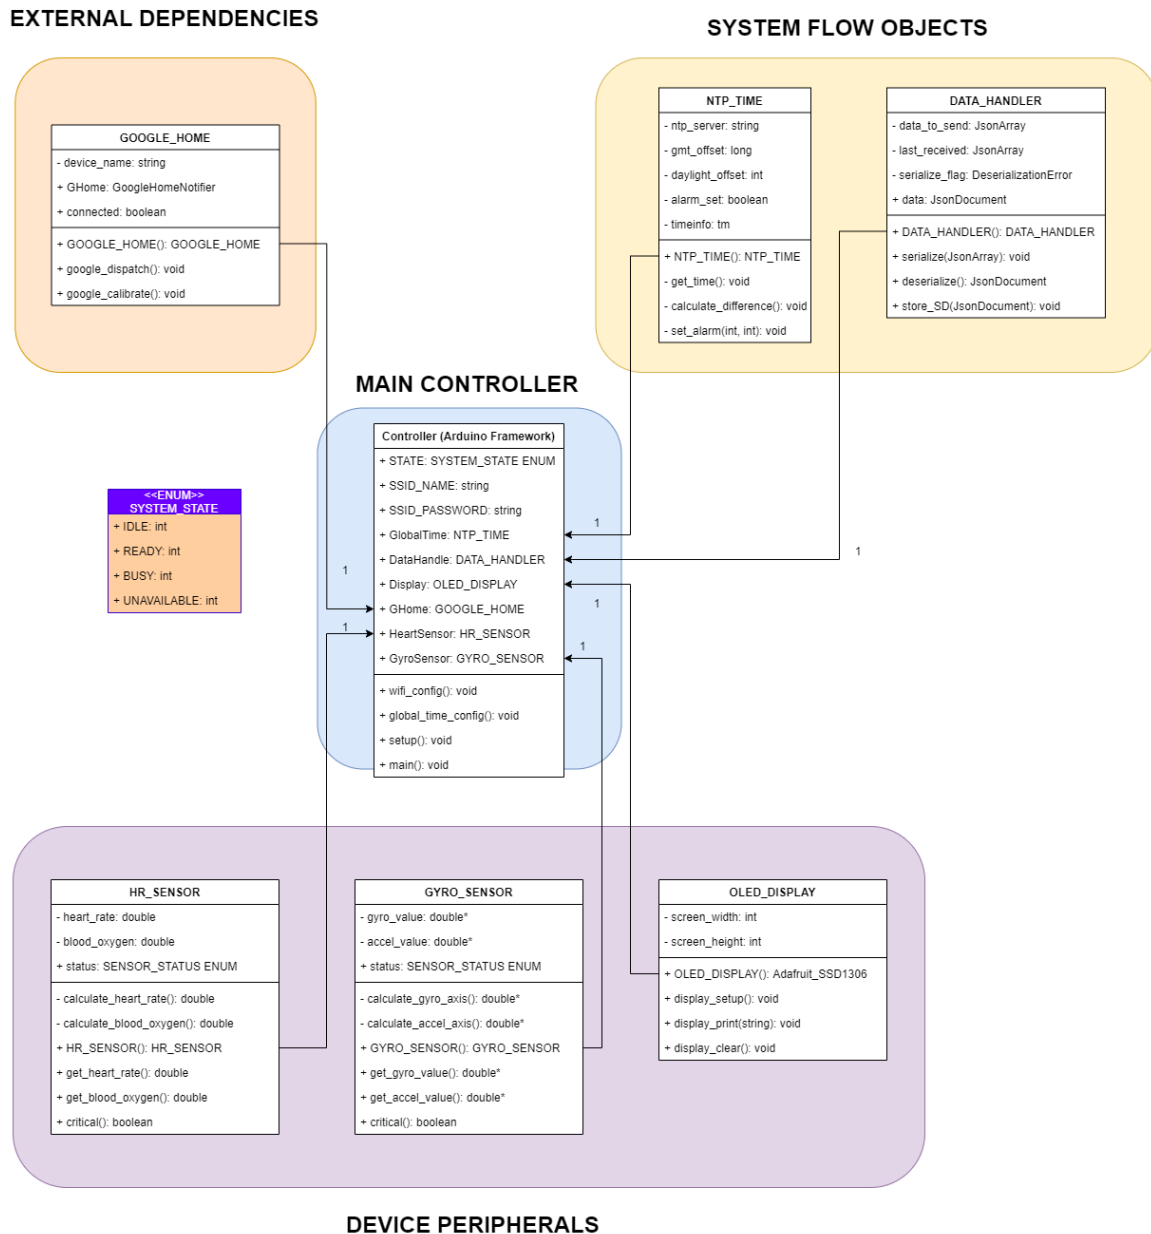 EXTERNAL DEPENDENCIES
GOOGLE_HOME
- device_name: string
+ GHome: GoogleHomeNotifier
+ connected: boolean
+ GOOGLE_HOME(): GOOGLE_HOME
+ google_dispatch(): void
+ google_calibrate(): void
SYSTEM FLOW OBJECTS
NTP_TIME
- ntp_server: string
- gmt_offset: long
- daylight_offset: int
- alarm_set: boolean
- timeinfo: tm
+ NTP_TIME(): NTP_TIME
- get_time(): void
- calculate_difference(): void
- set_alarm(int, int): void
DATA_HANDLER
- data_to_send: JsonArray
- last_received: JsonArray
- serialize_flag: DeserializationError
+ data: JsonDocument
+ DATA_HANDLER(): DATA_HANDLER
+ serialize(JsonArray): void
+ deserialize(): JsonDocument
+ store_SD(JsonDocument): void
MAIN CONTROLLER
Controller (Arduino Framework)
+ STATE: SYSTEM_STATE ENUM
+ SSID_NAME: string
+ SSID_PASSWORD: string
+ GlobalTime: NTP_TIME
+ DataHandle: DATA_HANDLER
+ Display: OLED_DISPLAY
+ GHome: GOOGLE_HOME
+ HeartSensor: HR_SENSOR
+ GyroSensor: GYRO_SENSOR
+ wifi_config(): void
+ global_time_config(): void
+ setup(): void
+ main(): void
1
1
1
1
1
1
<<ENUM>>
SYSTEM_STATE
+ IDLE: int
+ READY: int
+ BUSY: int
+ UNAVAILABLE: int
HR_SENSOR
- heart_rate: double
- blood_oxygen: double
+ status: SENSOR_STATUS ENUM
- calculate_heart_rate(): double
- calculate_blood_oxygen(): double
+ HR_SENSOR(): HR_SENSOR
+ get_heart_rate(): double
+ get_blood_oxygen(): double
+ critical(): boolean
GYRO_SENSOR
- gyro_value: double*
- accel_value: double*
+ status: SENSOR_STATUS ENUM
- calculate_gyro_axis(): double*
- calculate_accel_axis(): double*
+ GYRO_SENSOR(): GYRO_SENSOR
+ get_gyro_value(): double*
+ get_accel_value(): double*
+ critical(): boolean
OLED_DISPLAY
- screen_width: int
- screen_height: int
+ OLED_DISPLAY(): Adafruit_SSD1306
+ display_setup(): void
+ display_print(string): void
+ display_clear(): void
DEVICE PERIPHERALS